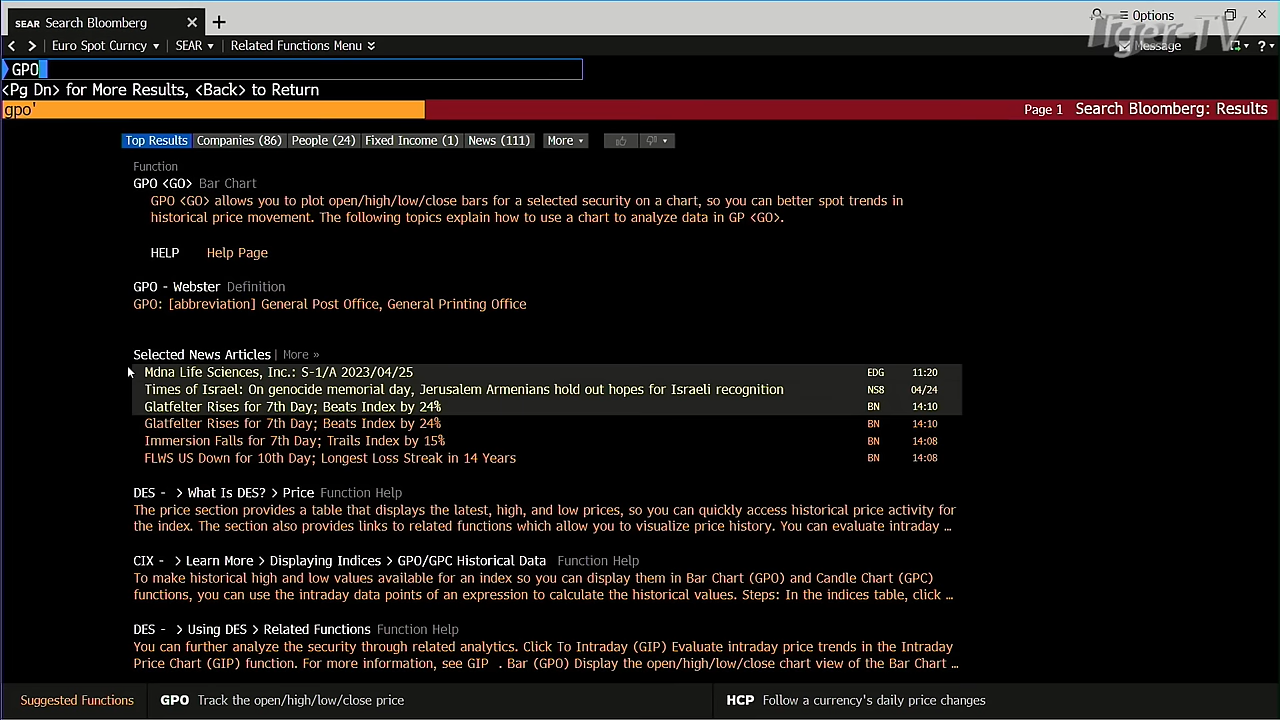 SEAR Search Bloomberg × +
Options
< > Euro Spot Curncy ▾ SEAR ▾ Related Functions Menu
Tiger-TV
Message
? ▾
GPO
<Pg Dn> for More Results, <Back> to Return
gpo'
Page 1 Search Bloomberg: Results
Top Results Companies (86) People (24) Fixed Income (1) News (111) More ▾
Function
GPO <GO> Bar Chart
GPO <GO> allows you to plot open/high/low/close bars for a selected security on a chart, so you can better spot trends in
historical price movement. The following topics explain how to use a chart to analyze data in GP <GO>.
HELP Help Page
GPO - Webster Definition
GPO: [abbreviation] General Post Office, General Printing Office
Selected News Articles | More »
Mdna Life Sciences, Inc.: S-1/A 2023/04/25 EDG 11:20
Times of Israel: On genocide memorial day, Jerusalem Armenians hold out hopes for Israeli recognition NS8 04/24
Glatfelter Rises for 7th Day; Beats Index by 24% BN 14:10
Glatfelter Rises for 7th Day; Beats Index by 24% BN 14:10
Immersion Falls for 7th Day; Trails Index by 15% BN 14:08
FLWS US Down for 10th Day; Longest Loss Streak in 14 Years BN 14:08
DES - > What Is DES? > Price Function Help
The price section provides a table that displays the latest, high, and low prices, so you can quickly access historical price activity for
the index. The section also provides links to related functions which allow you to visualize price history. You can evaluate intraday ...
CIX - > Learn More > Displaying Indices > GPO/GPC Historical Data Function Help
To make historical high and low values available for an index so you can display them in Bar Chart (GPO) and Candle Chart (GPC)
functions, you can use the intraday data points of an expression to calculate the historical values. Steps: In the indices table, click ...
DES - > Using DES > Related Functions Function Help
You can further analyze the security through related analytics. Click To Intraday (GIP) Evaluate intraday price trends in the Intraday
Price Chart (GIP) function. For more information, see GIP . Bar (GPO) Display the open/high/low/close chart view of the Bar Chart ...
Suggested Functions GPO Track the open/high/low/close price HCP Follow a currency's daily price changes